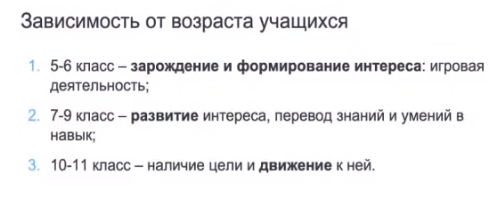 Зависимость от возраста учащихся
1. 5-6 класс – зарождение и формирование интереса: игровая
деятельность;
2. 7-9 класс – развитие интереса, перевод знаний и умений в
навык;
3. 10-11 класс – наличие цели и движение к ней.